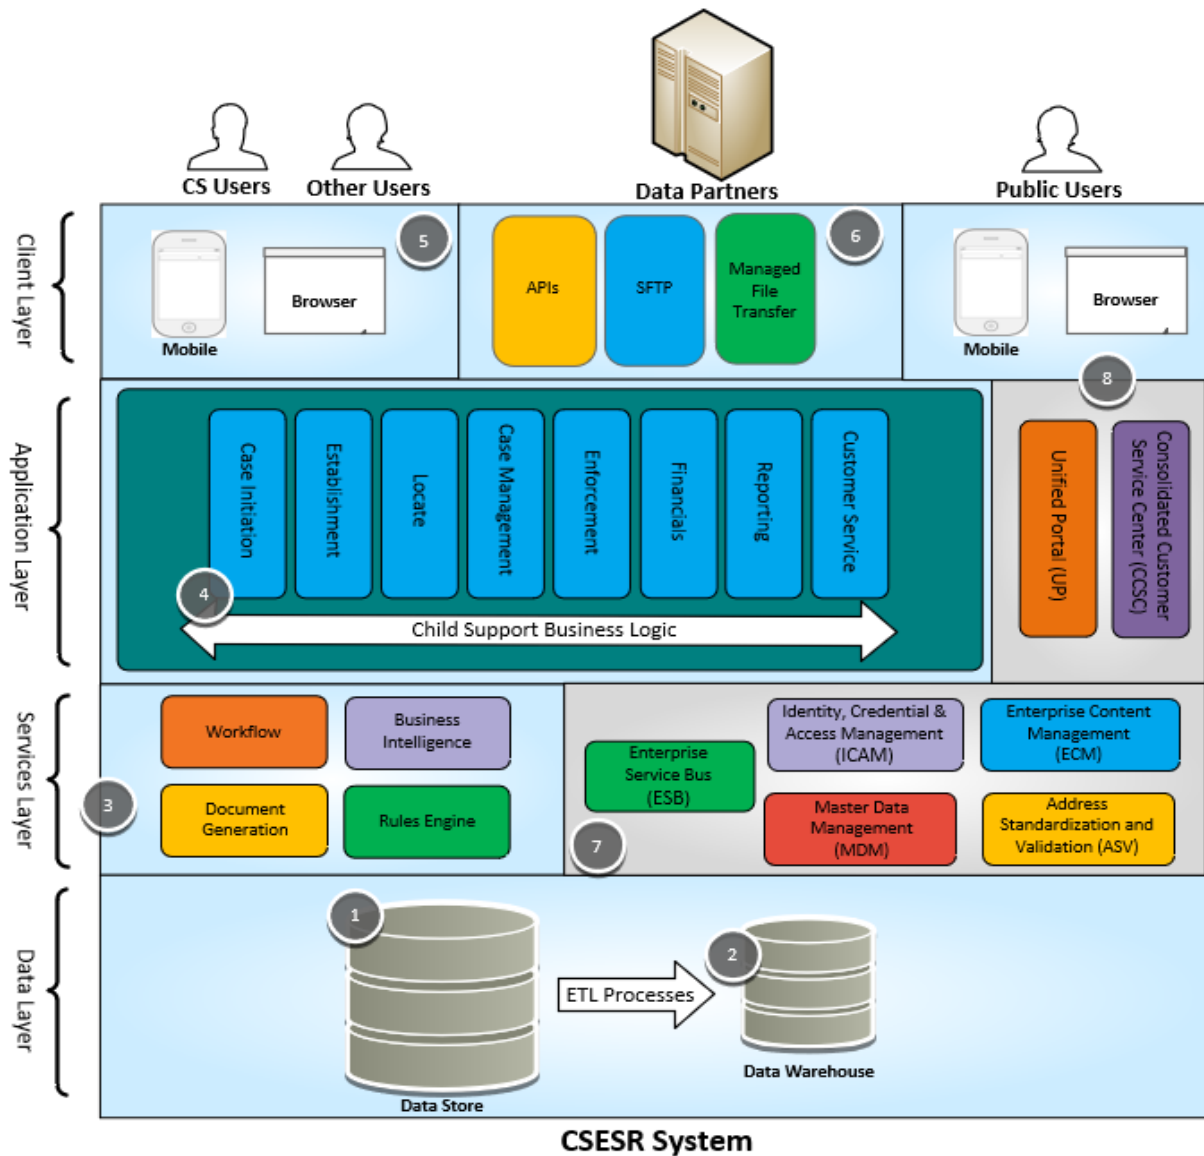 CS Users
Other Users
Data Partners
Public Users
Client Layer
5
Mobile
Browser
APIs
SFTP
Managed
File
Transfer
6
Mobile
Browser
8
Application Layer
Case Initiation
Establishment
Locate
Case Management
Enforcement
Financials
Reporting
Customer Service
4
Child Support Business Logic
Unified Portal (UP)
Consolidated Customer
Service Center (CCSC)
Services Layer
3
Workflow
Business
Intelligence
Document
Generation
Rules Engine
Enterprise
Service Bus
(ESB)
7
Identity, Credential &
Access Management
(ICAM)
Enterprise Content
Management
(ECM)
Master Data
Management
(MDM)
Address
Standardization and
Validation (ASV)
Data Layer
1
Data Store
ETL Processes
2
Data Warehouse
CSESR System